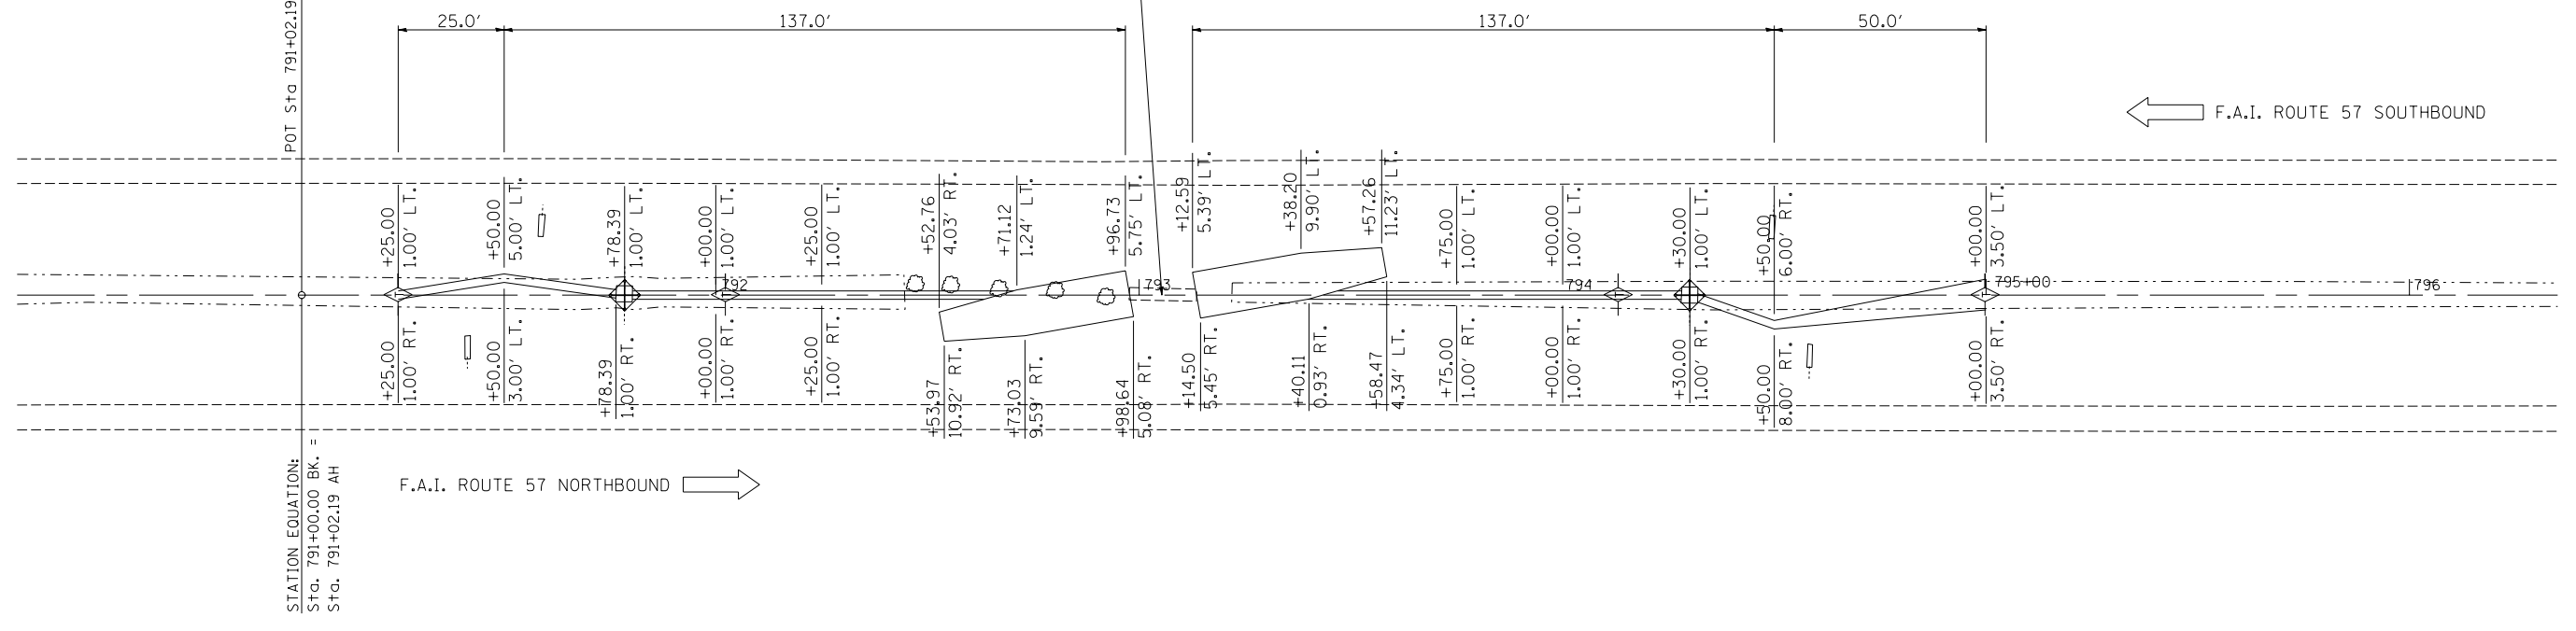 25.0′
137.0′
137.0′
50.0′
POT Sta 791+02.19
F.A.I. ROUTE 57 SOUTHBOUND
+25.00
1.00′ LT.
+50.00
5.00′ LT.
+78.39
1.00′ LT.
+00.00
1.00′ LT.
+25.00
1.00′ LT.
+52.76
4.03′ RT.
+71.12
1.24′ LT.
+96.73
5.75′ LT.
+12.59
5.39′ LT.
+38.20
9.90′ LT.
+57.26
11.23′ LT.
+75.00
1.00′ LT.
+00.00
1.00′ LT.
+30.00
1.00′ LT.
+50.00
6.00′ RT.
+00.00
3.50′ LT.
792
793
794
795+00
796
+25.00
1.00′ RT.
+50.00
3.00′ LT.
+78.39
1.00′ RT.
+00.00
1.00′ RT.
+25.00
1.00′ RT.
+53.97
10.92′ RT.
+73.03
9.59′ RT.
+98.64
5.08′ RT.
+14.50
5.45′ RT.
+40.11
0.93′ RT.
+58.47
4.34′ LT.
+75.00
1.00′ RT.
+00.00
1.00′ RT.
+30.00
1.00′ RT.
+50.00
8.00′ RT.
+00.00
3.50′ RT.
F.A.I. ROUTE 57 NORTHBOUND
STATION EQUATION:
Sta. 791+00.00 BK. =
Sta. 791+02.19 AH